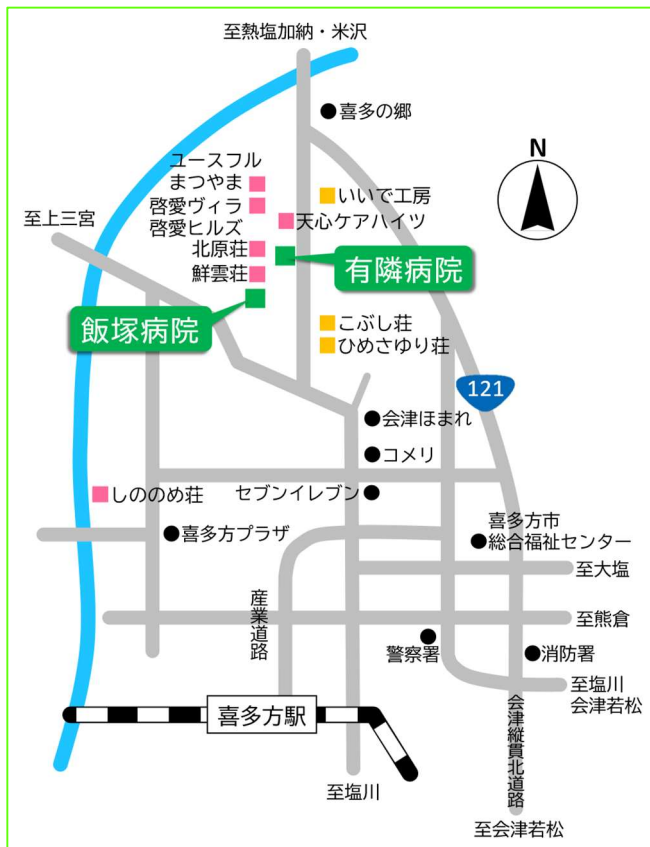 至熱塩加納・米沢
喜多の郷
N
ユースフル
まつやま
啓愛ヴィラ
啓愛ヒルズ
北原荘
鮮雲荘
いいで工房
天心ケアハイツ
至上三宮
有隣病院
飯塚病院
こぶし荘
ひめさゆり荘
121
会津ほまれ
コメリ
しののめ荘
セブンイレブン
喜多方プラザ
喜多方市
総合福祉センター
至大塩
産業道路
至熊倉
警察署
消防署
至塩川
会津若松
喜多方駅
会津縦貫北道路
至塩川
至会津若松